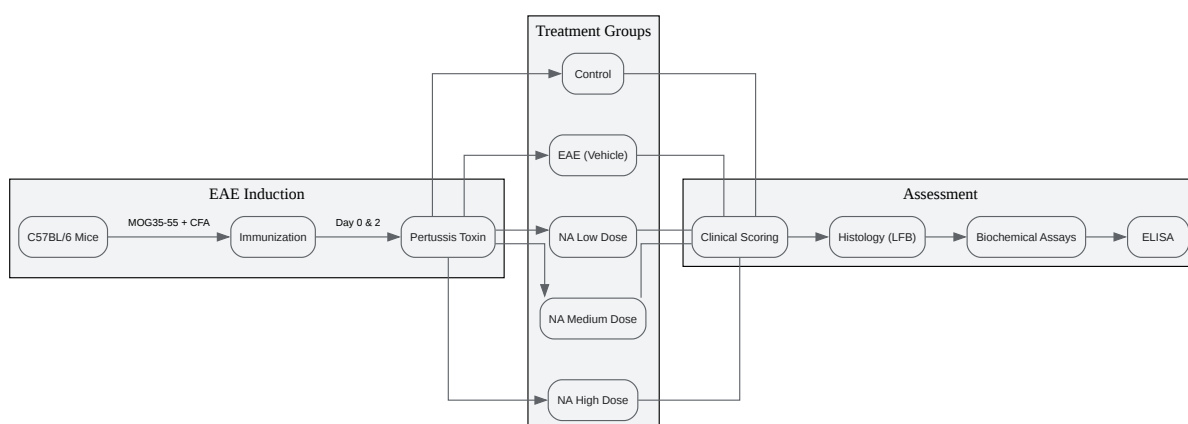 EAE Induction
C57BL/6 Mice
MOG35-55 + CFA
Immunization
Day 0 & 2
Pertussis Toxin
Treatment Groups
Control
EAE (Vehicle)
NA Low Dose
NA Medium Dose
NA High Dose
Assessment
Clinical Scoring
Histology (LFB)
Biochemical Assays
ELISA